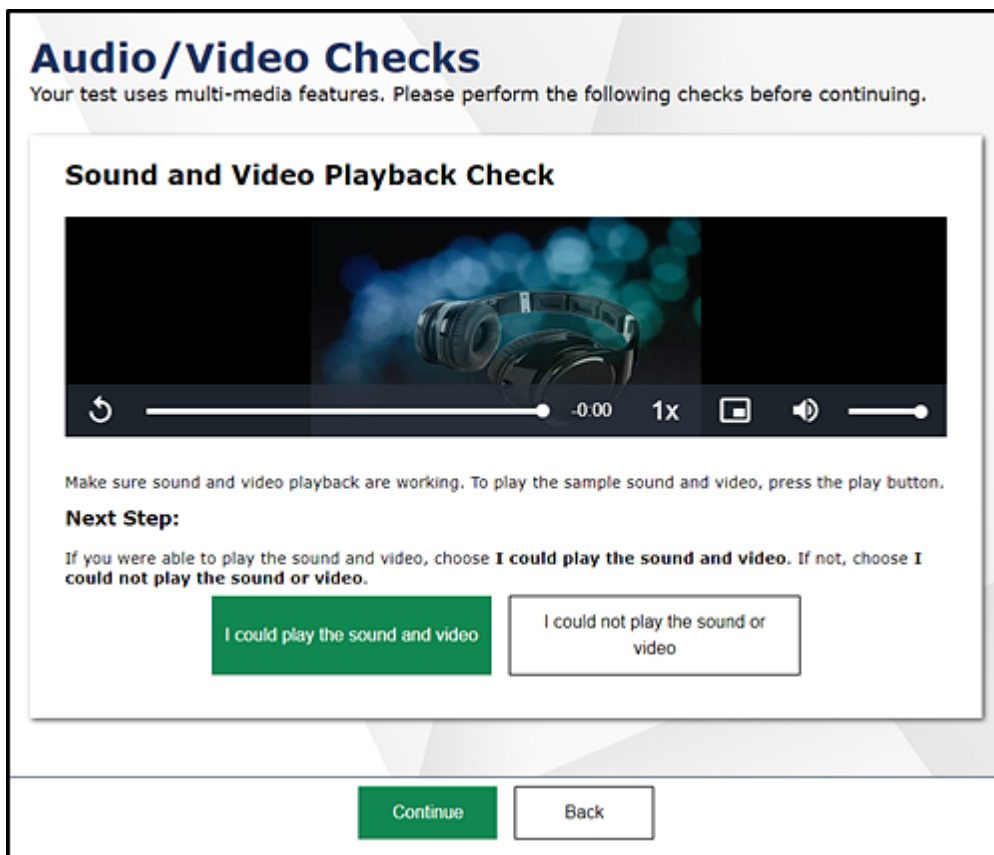 Audio/Video Checks
Your test uses multi-media features. Please perform the following checks before continuing.
Sound and Video Playback Check
-0:00 1x
Make sure sound and video playback are working. To play the sample sound and video, press the play button.
Next Step:
If you were able to play the sound and video, choose I could play the sound and video. If not, choose I
could not play the sound or video.
I could play the sound and video
I could not play the sound or
video
Continue
Back